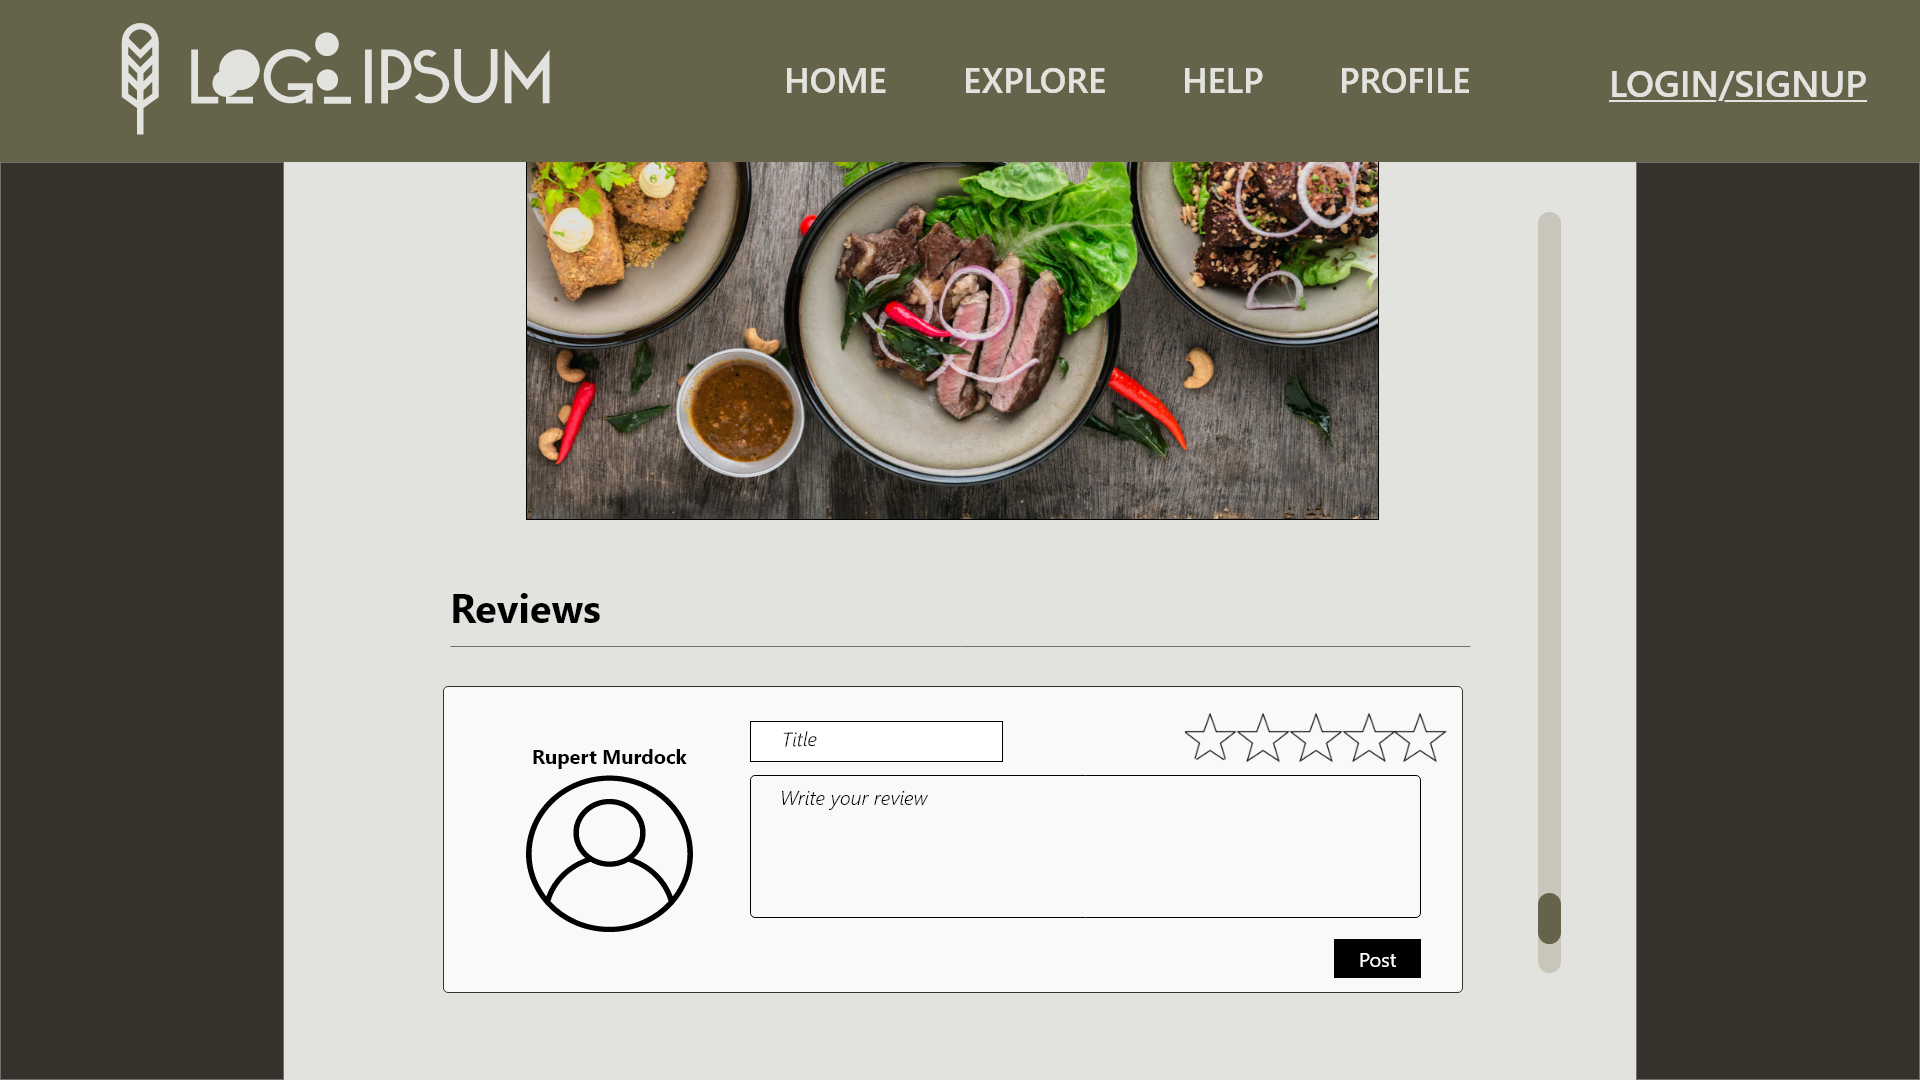 LOGO IPSUM
HOME EXPLORE HELP PROFILE LOGIN/SIGNUP
Reviews
Rupert Murdock
Title
Write your review
Post